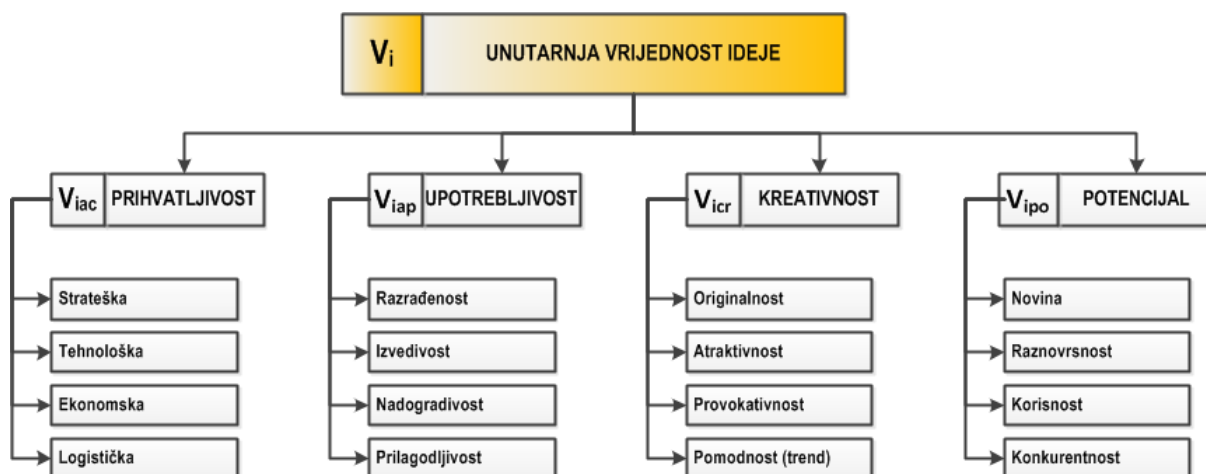 Vi UNUTARNJA VRIJEDNOST IDEJE
Viac PRIHVATLJIVOST
Strateška
Tehnološka
Ekonomska
Logistička
Viap UPOTREBLJIVOST
Razrađenost
Izvedivost
Nadogradivost
Prilagodljivost
Vicr KREATIVNOST
Originalnost
Atraktivnost
Provokativnost
Pomodnost (trend)
Vipo POTENCIJAL
Novina
Raznovrsnost
Korisnost
Konkurentnost